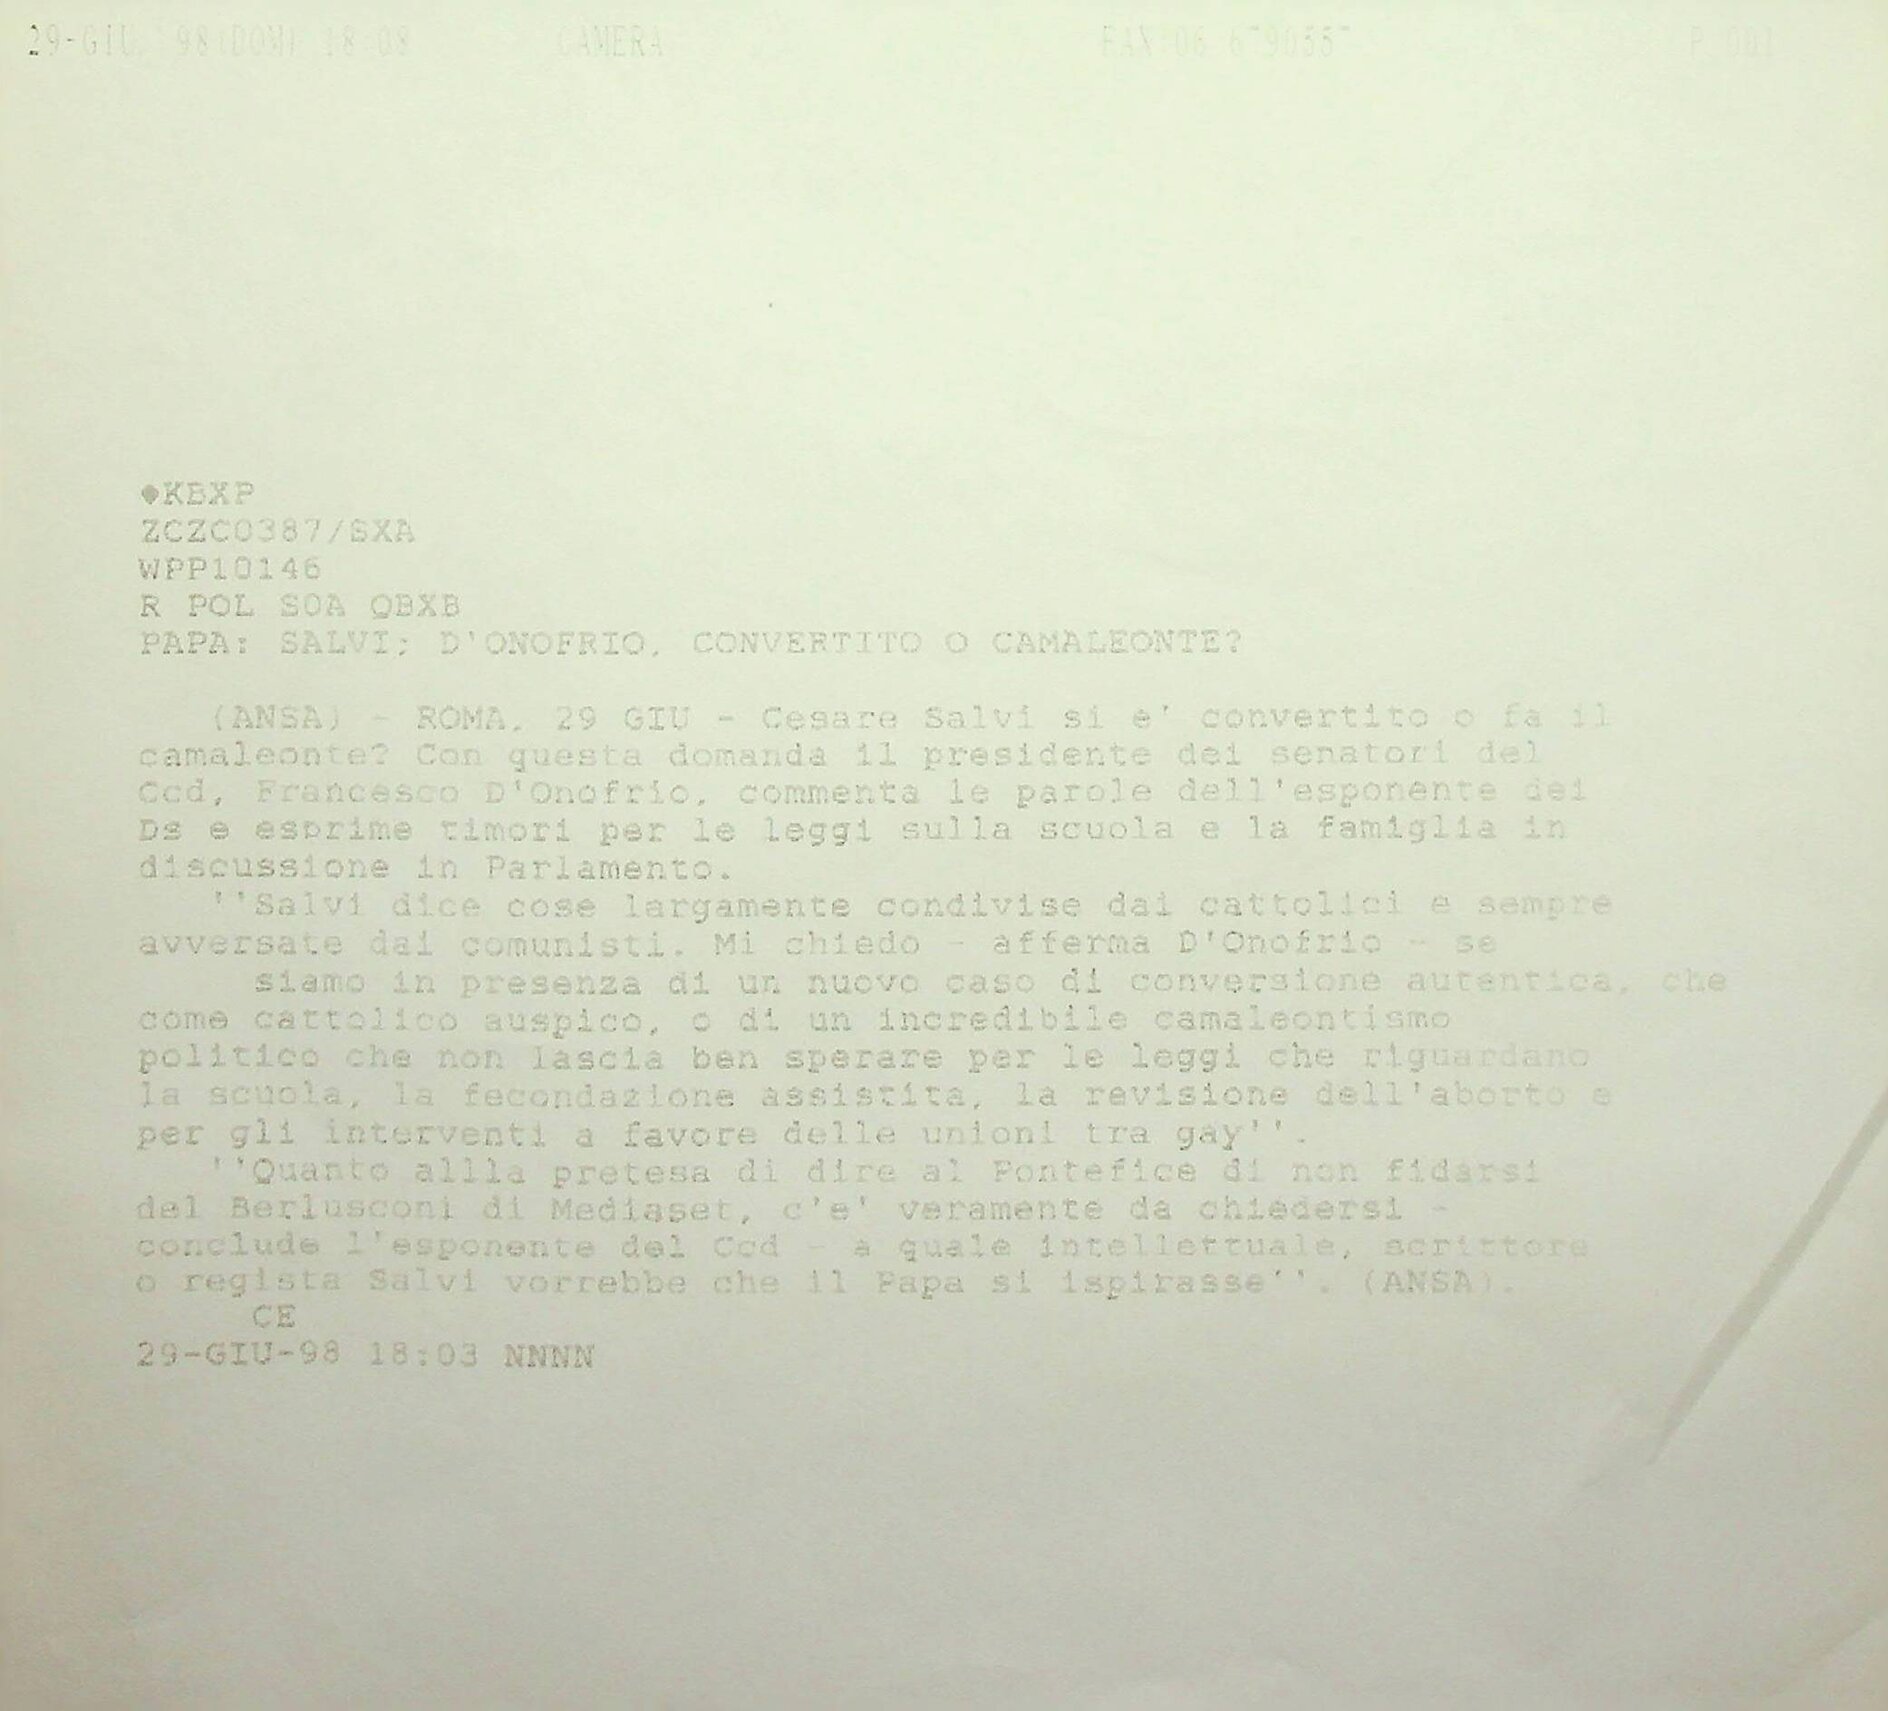 29-GIU. '98(DOM) 18:08 CAMERA FAX:06 P.001
◆KBXP
ZCZC0387/SXA
WPP10146
R POL SOA QBXB
PAPA: SALVI; D'ONOFRIO, CONVERTITO O CAMALEONTE?
(ANSA) - ROMA, 29 GIU - Cesare Salvi si e' convertito o fa il
camaleonte? Con questa domanda il presidente dei senatori del
Ccd, Francesco D'Onofrio, commenta le parole dell'esponente dei
Ds e esprime timori per le leggi sulla scuola e la famiglia in
discussione in Parlamento.
''Salvi dice cose largamente condivise dai cattolici e sempre
avversate dai comunisti. Mi chiedo - afferma D'Onofrio - se
siamo in presenza di un nuovo caso di conversione autentica, che
come cattolico auspico, o di un incredibile camaleontismo
politico che non lascia ben sperare per le leggi che riguardano
la scuola, la fecondazione assistita, la revisione dell'aborto e
per gli interventi a favore delle unioni tra gay''.
''Quanto allla pretesa di dire al Pontefice di non fidarsi
del Berlusconi di Mediaset, c'e' veramente da chiedersi -
conclude l'esponente del Ccd - a quale intellettuale, scrittore
o regista Salvi vorrebbe che il Papa si ispirasse''. (ANSA).
CE
29-GIU-98 18:03 NNNN